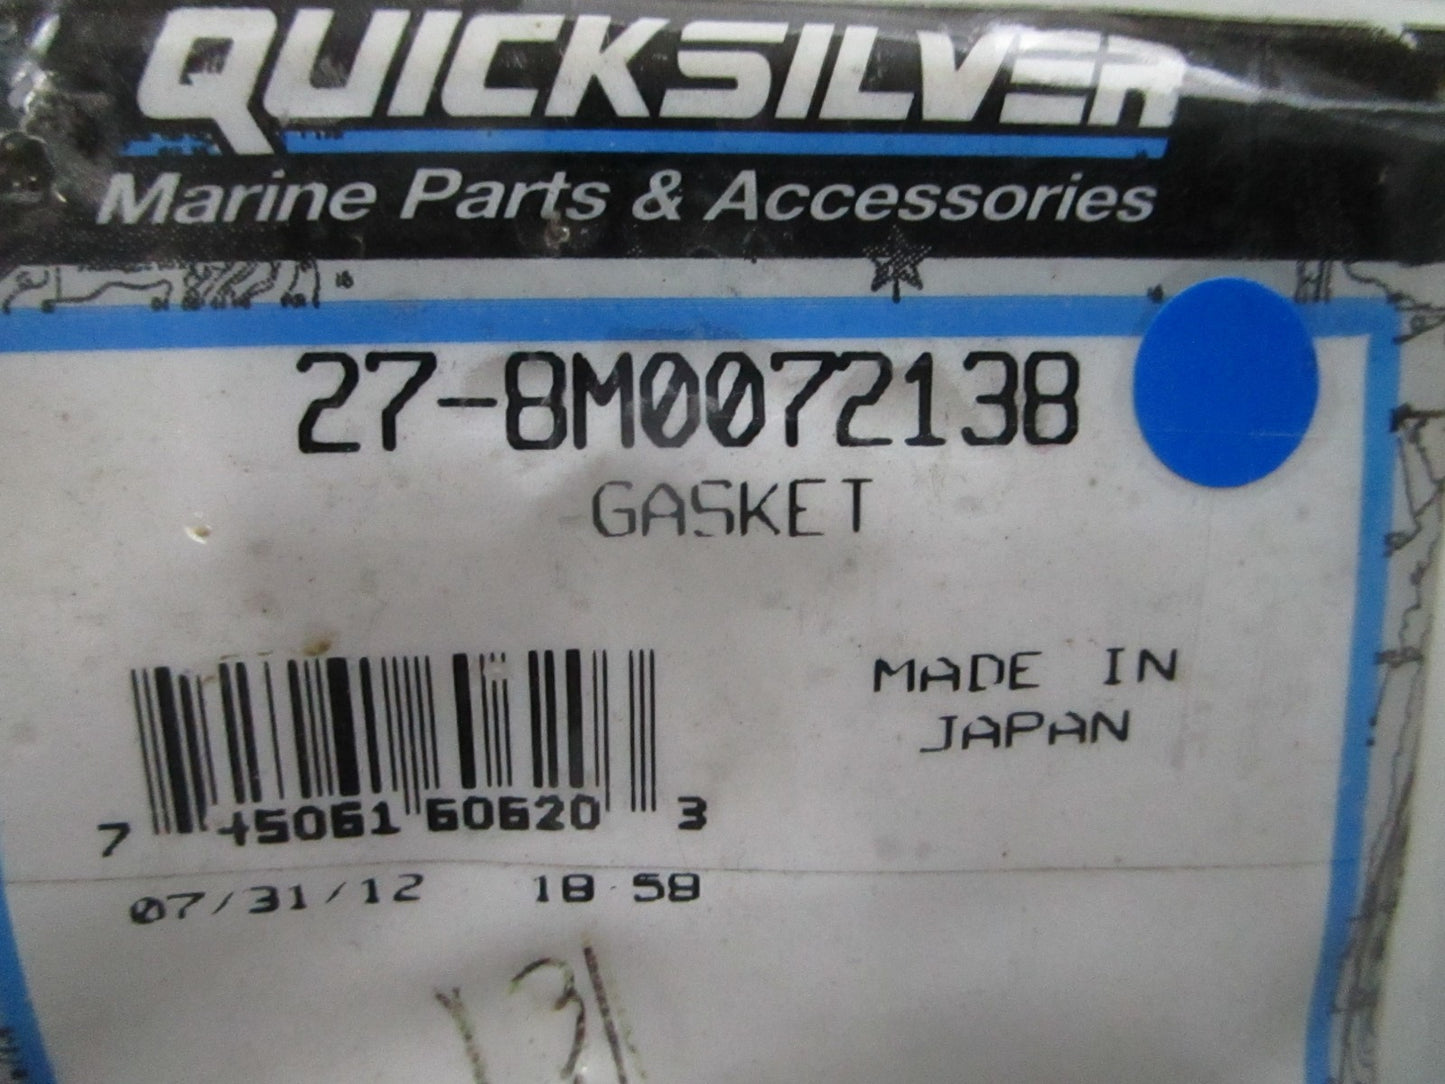 QUICKSILVER
Marine Parts & Accessories
27-8M0072138
GASKET
MADE IN
JAPAN
7 45061 60620 3
07/31/12 18 58